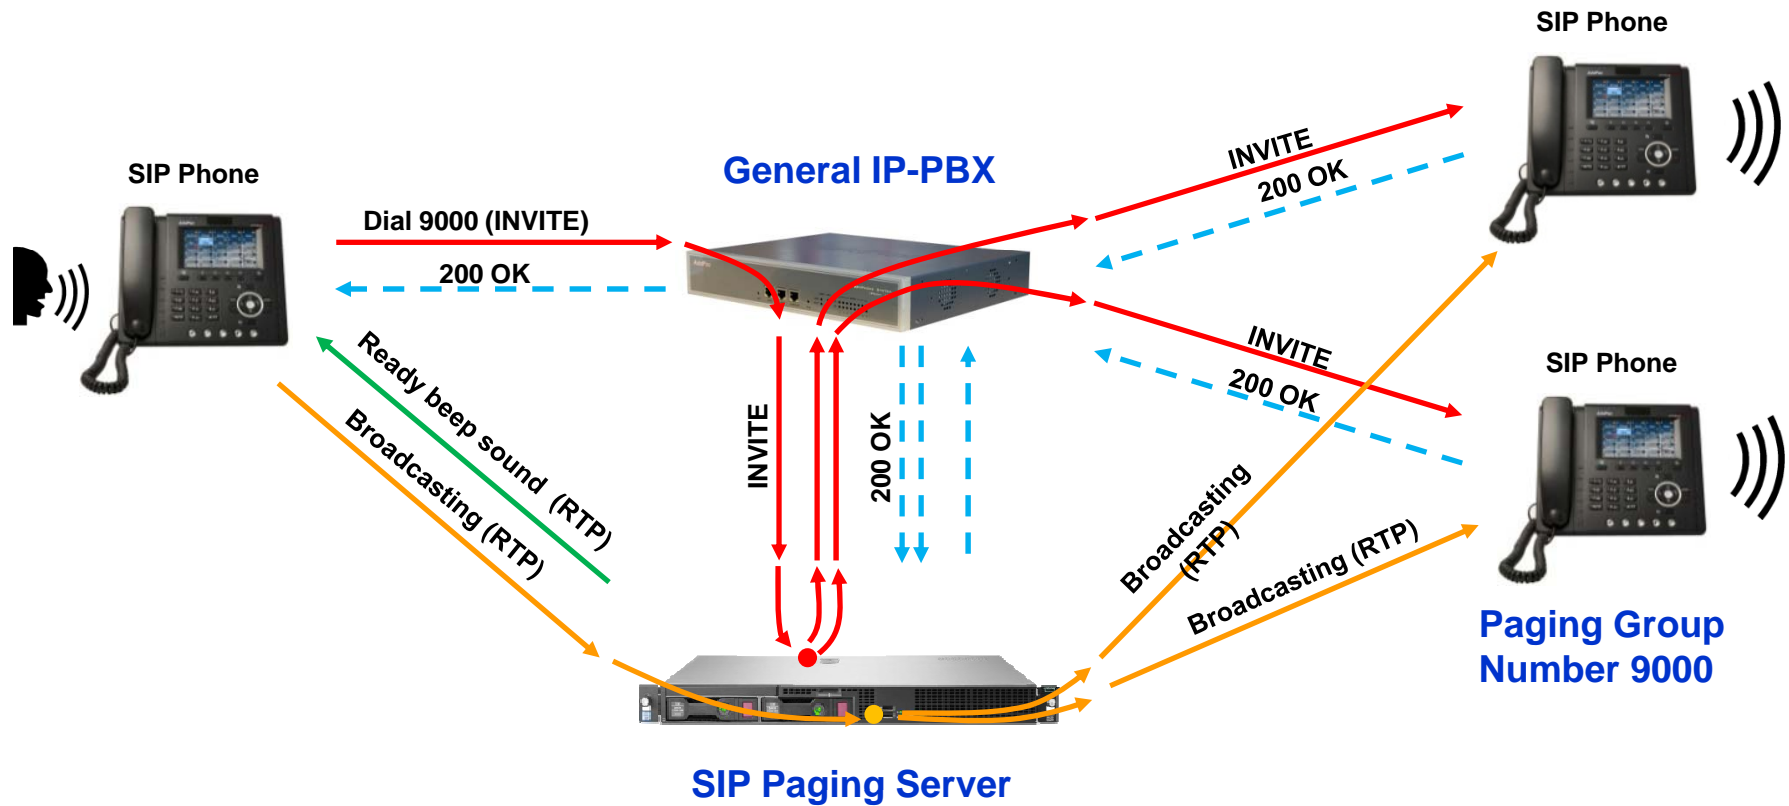 SIP Phone
SIP Phone
General IP-PBX
Dial 9000 (INVITE)
200 OK
INVITE
200 OK
INVITE
200 OK
SIP Phone
Ready beep sound (RTP)
Broadcasting (RTP)
INVITE
200 OK
Broadcasting
(RTP)
Broadcasting (RTP)
Paging Group
Number 9000
SIP Paging Server